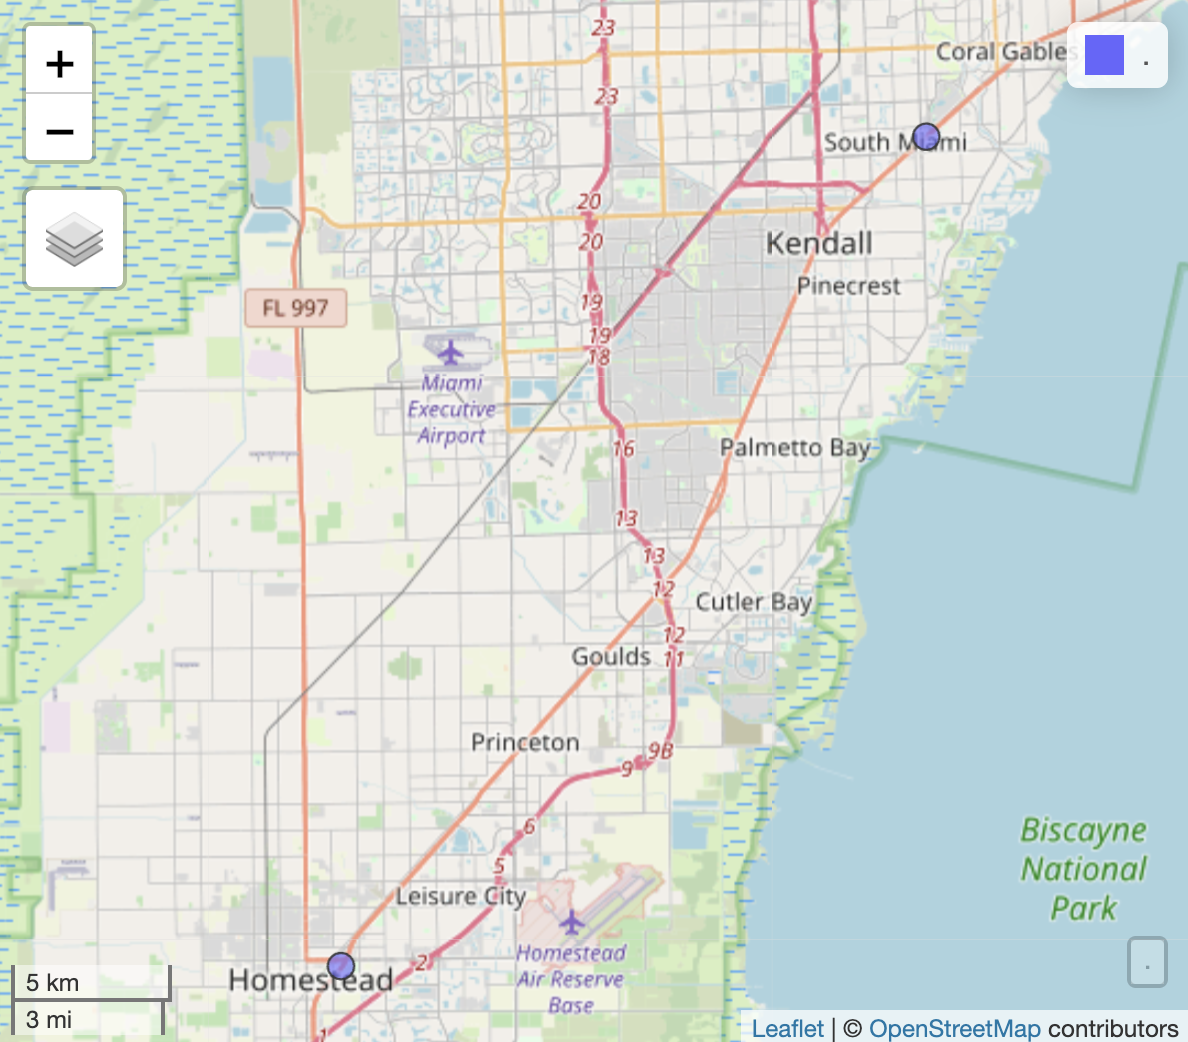 +
−
23
Coral Gables
.
23
South Miami
20
20
Kendall
Pinecrest
FL 997
19
19
18
Miami
Executive
Airport
16
Palmetto Bay
13
13
12
Cutler Bay
12
Goulds
11
Princeton
9B
9
6
5
Leisure City
Biscayne
National
Park
Homestead
Air Reserve
Base
2
Homestead
.
5 km
3 mi
1
Leaflet | © OpenStreetMap contributors